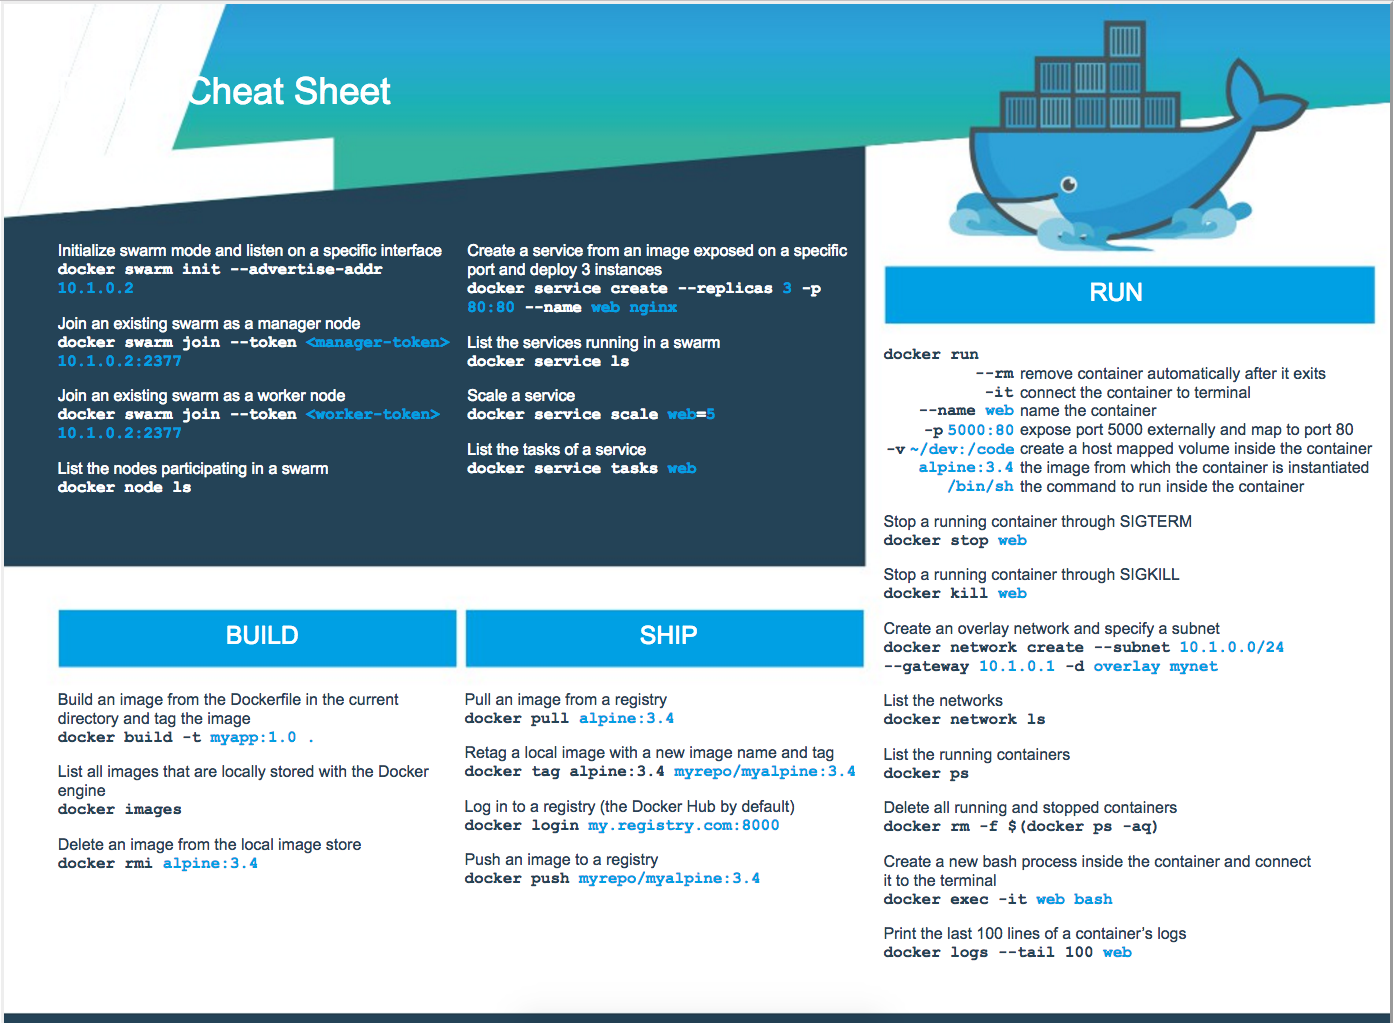 Cheat Sheet
Initialize swarm mode and listen on a specific interface
docker swarm init --advertise-addr
10.1.0.2
Join an existing swarm as a manager node
docker swarm join --token <manager-token>
10.1.0.2:2377
Join an existing swarm as a worker node
docker swarm join --token <worker-token>
10.1.0.2:2377
List the nodes participating in a swarm
docker node ls
Create a service from an image exposed on a specific
port and deploy 3 instances
docker service create --replicas 3 -p
80:80 --name web nginx
List the services running in a swarm
docker service ls
Scale a service
docker service scale web=5
List the tasks of a service
docker service tasks web
BUILD
Build an image from the Dockerfile in the current
directory and tag the image
docker build -t myapp:1.0 .
List all images that are locally stored with the Docker
engine
docker images
Delete an image from the local image store
docker rmi alpine:3.4
SHIP
Pull an image from a registry
docker pull alpine:3.4
Retag a local image with a new image name and tag
docker tag alpine:3.4 myrepo/myalpine:3.4
Log in to a registry (the Docker Hub by default)
docker login my.registry.com:8000
Push an image to a registry
docker push myrepo/myalpine:3.4
RUN
docker run
--rm remove container automatically after it exits
-it connect the container to terminal
--name web name the container
-p 5000:80 expose port 5000 externally and map to port 80
-v ~/dev:/code create a host mapped volume inside the container
alpine:3.4 the image from which the container is instantiated
/bin/sh the command to run inside the container
Stop a running container through SIGTERM
docker stop web
Stop a running container through SIGKILL
docker kill web
Create an overlay network and specify a subnet
docker network create --subnet 10.1.0.0/24
--gateway 10.1.0.1 -d overlay mynet
List the networks
docker network ls
List the running containers
docker ps
Delete all running and stopped containers
docker rm -f $(docker ps -aq)
Create a new bash process inside the container and connect
it to the terminal
docker exec -it web bash
Print the last 100 lines of a container’s logs
docker logs --tail 100 web